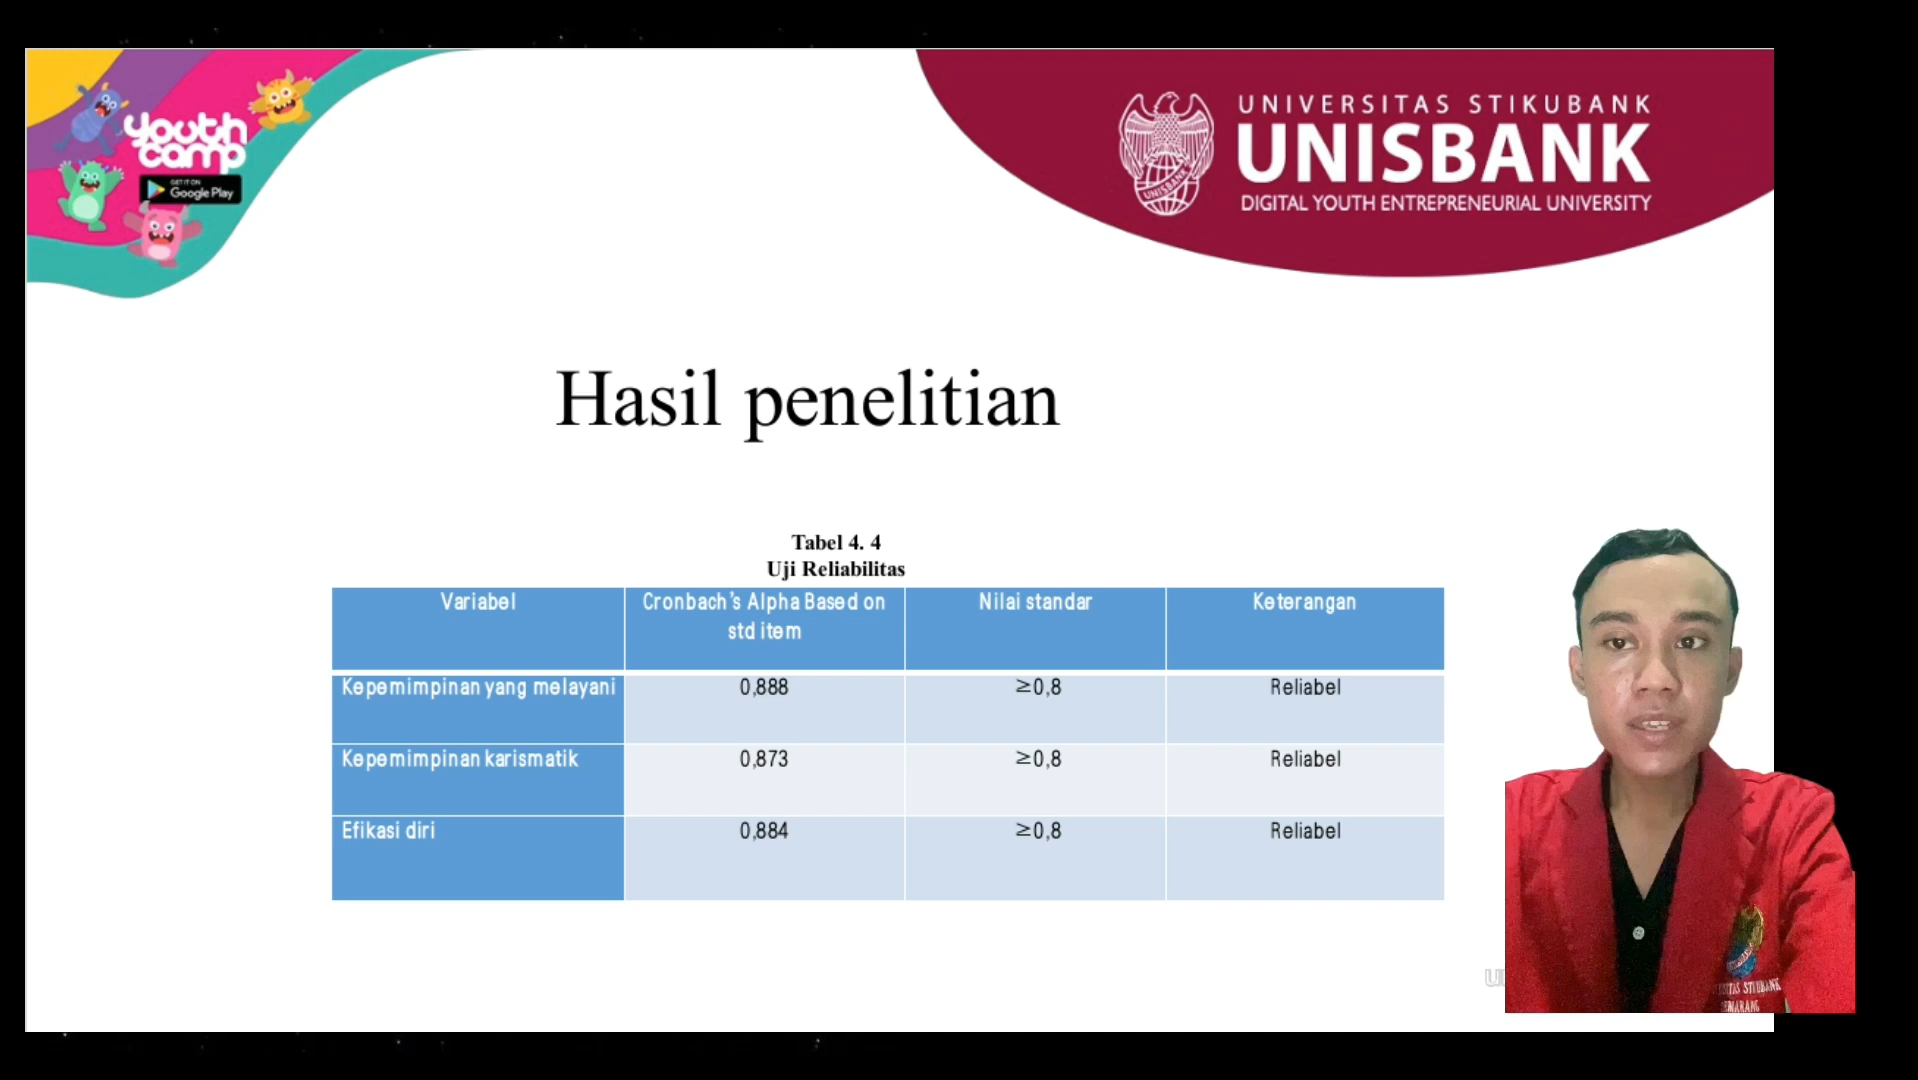 youth
camp
GET IT ON
Google Play
UNIVERSITAS STIKUBANK
UNISBANK
DIGITAL YOUTH ENTREPRENEURIAL UNIVERSITY
UNISBANK
Hasil penelitian
Tabel 4. 4
Uji Reliabilitas
Variabel
Cronbach's Alpha Based on
std item
Nilai standar
Keterangan
Kepemimpinan yang melayani
0,888
≥0,8
Reliabel
Kepemimpinan karismatik
0,873
≥0,8
Reliabel
Efikasi diri
0,884
≥0,8
Reliabel
STIKUBANK